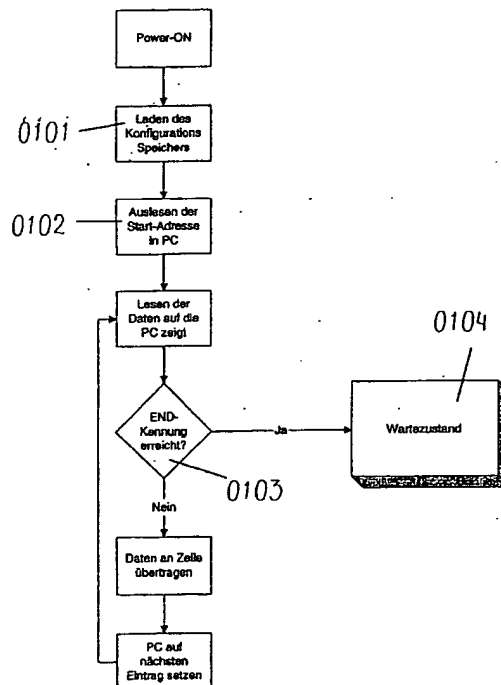 Power-ON
0101
Laden des
Konfigurations
Speichers
0102
Auslesen der
Start-Adresse
in PC
Lesen der
Daten auf die
PC zeigt
0104
END-
Kennung
erreicht?
Ja
Wartezustand
0103
Nein
Daten an Zelle
übertragen
PC auf
nächsten
Eintrag setzen